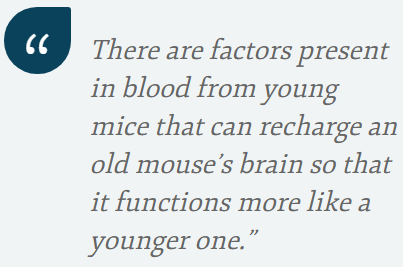 “
There are factors present
in blood from young
mice that can recharge an
old mouse’s brain so that
it functions more like a
younger one.”